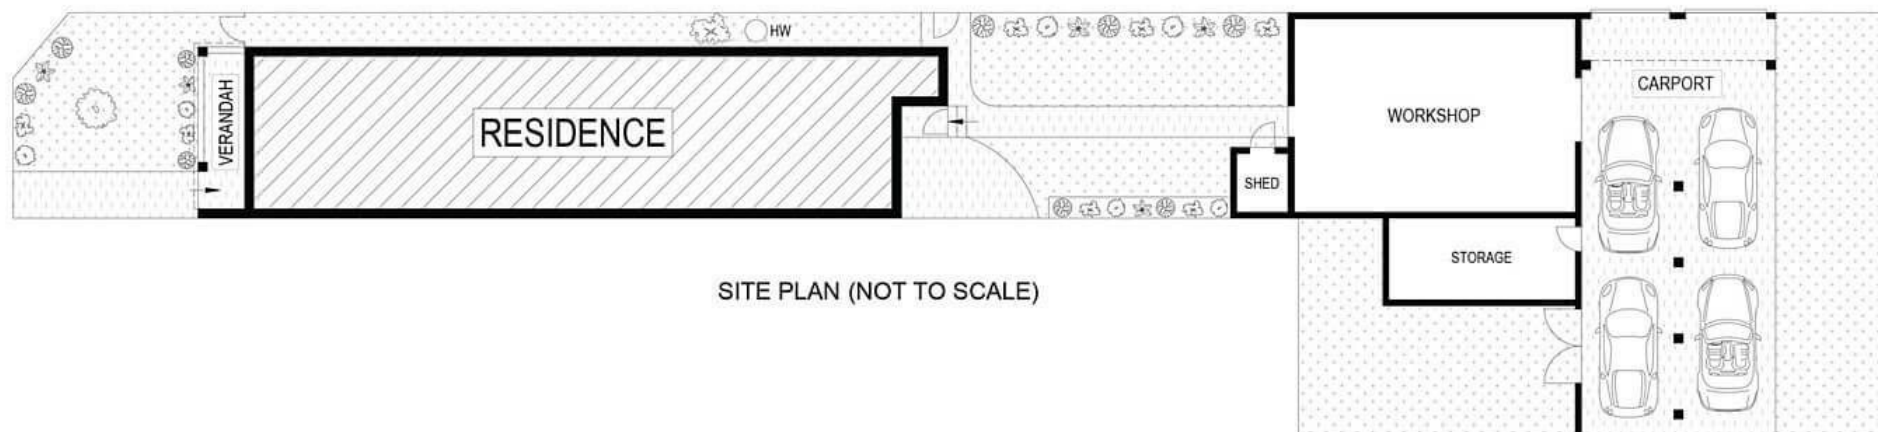 HW
VERANDAH
RESIDENCE
SHED
WORKSHOP
CARPORT
STORAGE
SITE PLAN (NOT TO SCALE)